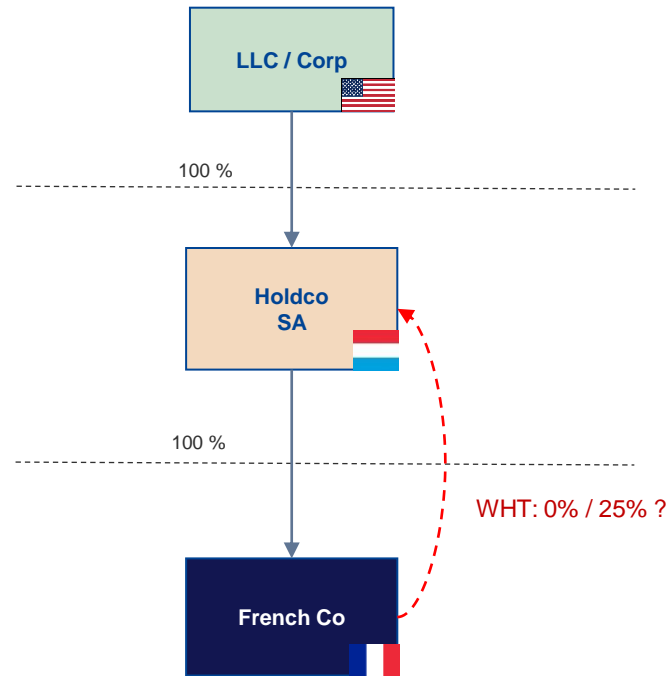 LLC / Corp
100 %
Holdco
SA
100 %
WHT: 0% / 25% ?
French Co